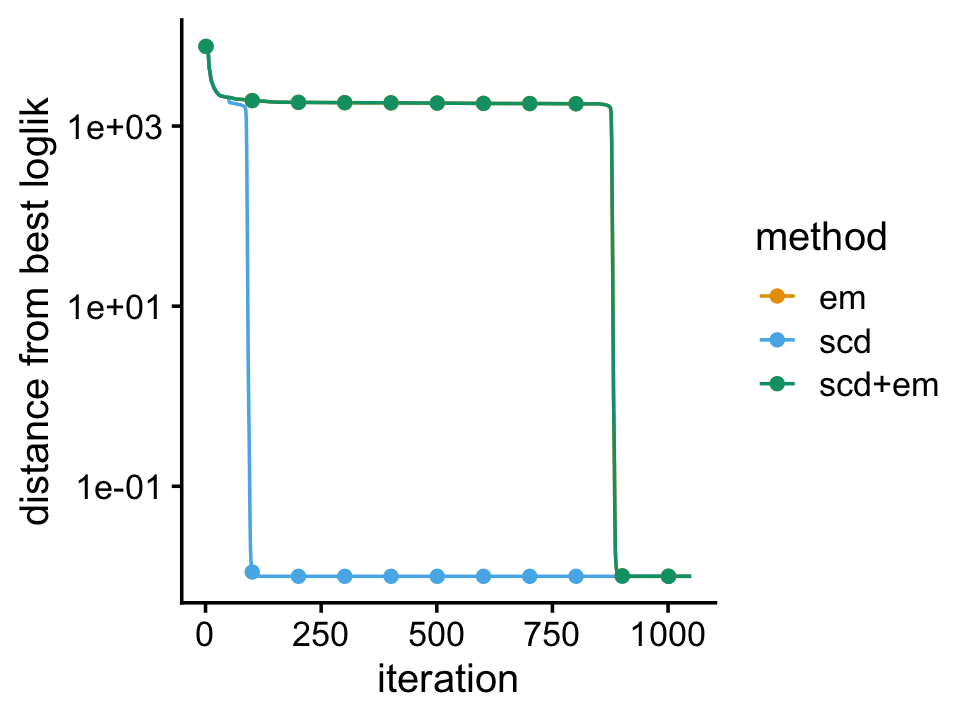 distance from best loglik
1e+03
1e+01
1e-01
0 250 500 750 1000
iteration
method
em
scd
scd+em